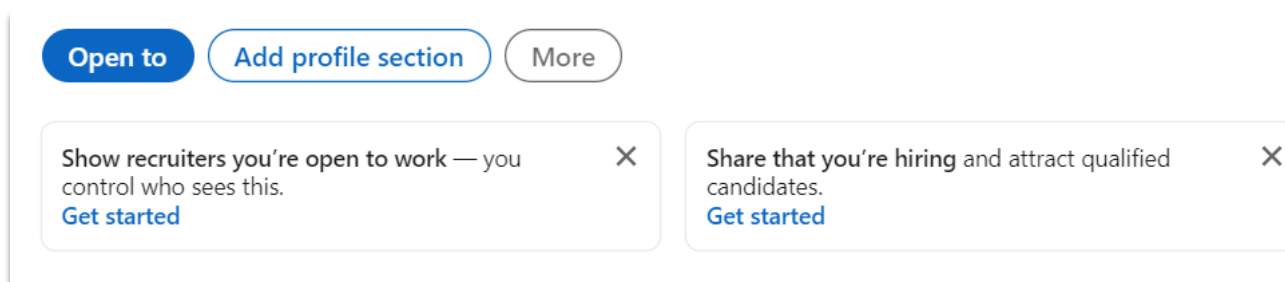 Open to
Add profile section
More
Show recruiters you’re open to work — you
control who sees this.
Get started
Share that you’re hiring and attract qualified
candidates.
Get started